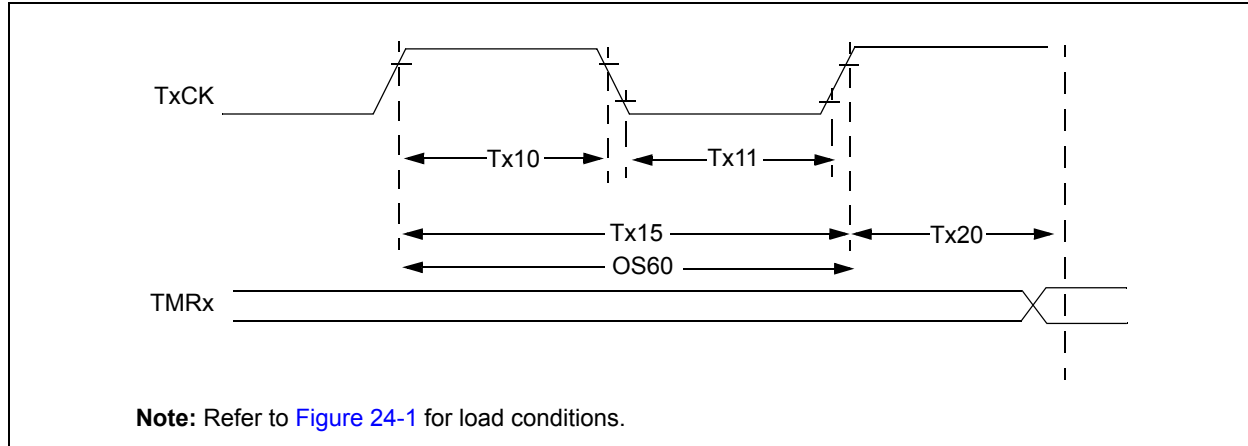 TxCK
Tx10
Tx11
Tx15
Tx20
OS60
TMRx
Note: Refer to Figure 24-1 for load conditions.